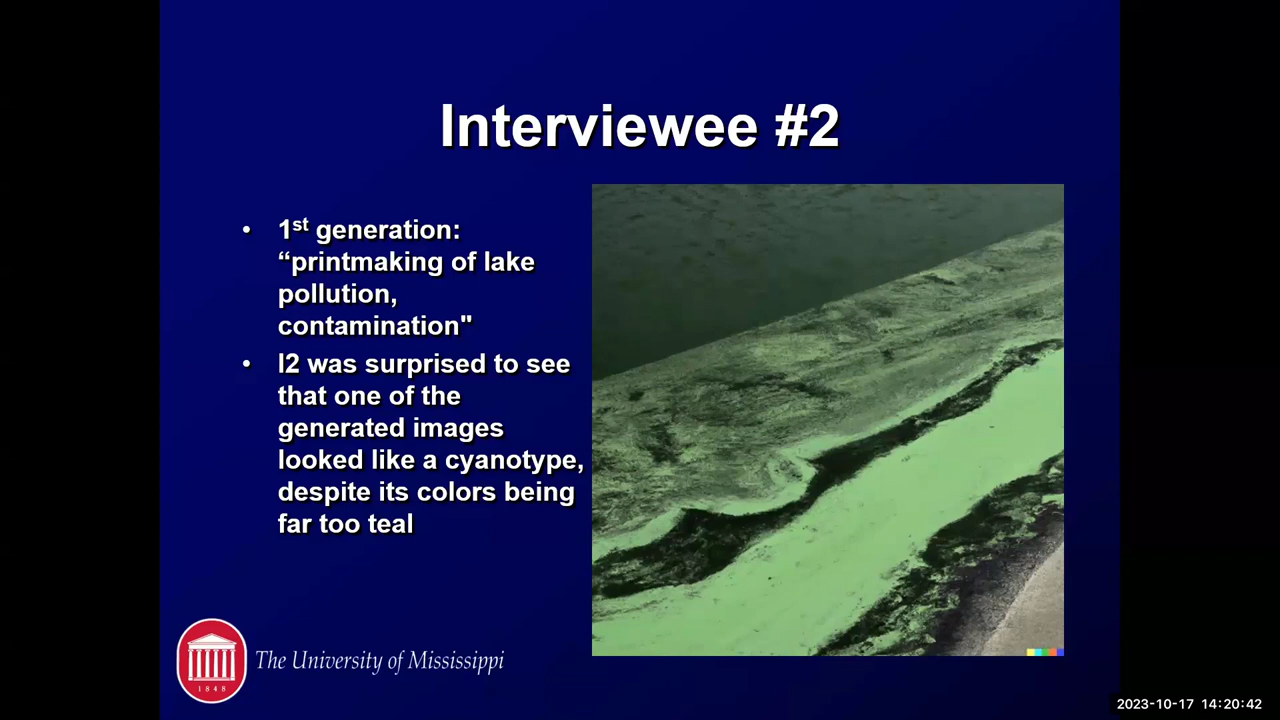 Interviewee #2
• 1st generation:
“printmaking of lake
pollution,
contamination"
• I2 was surprised to see
that one of the
generated images
looked like a cyanotype,
despite its colors being
far too teal
1848
The University of Mississippi
2023-10-17 14:20:42